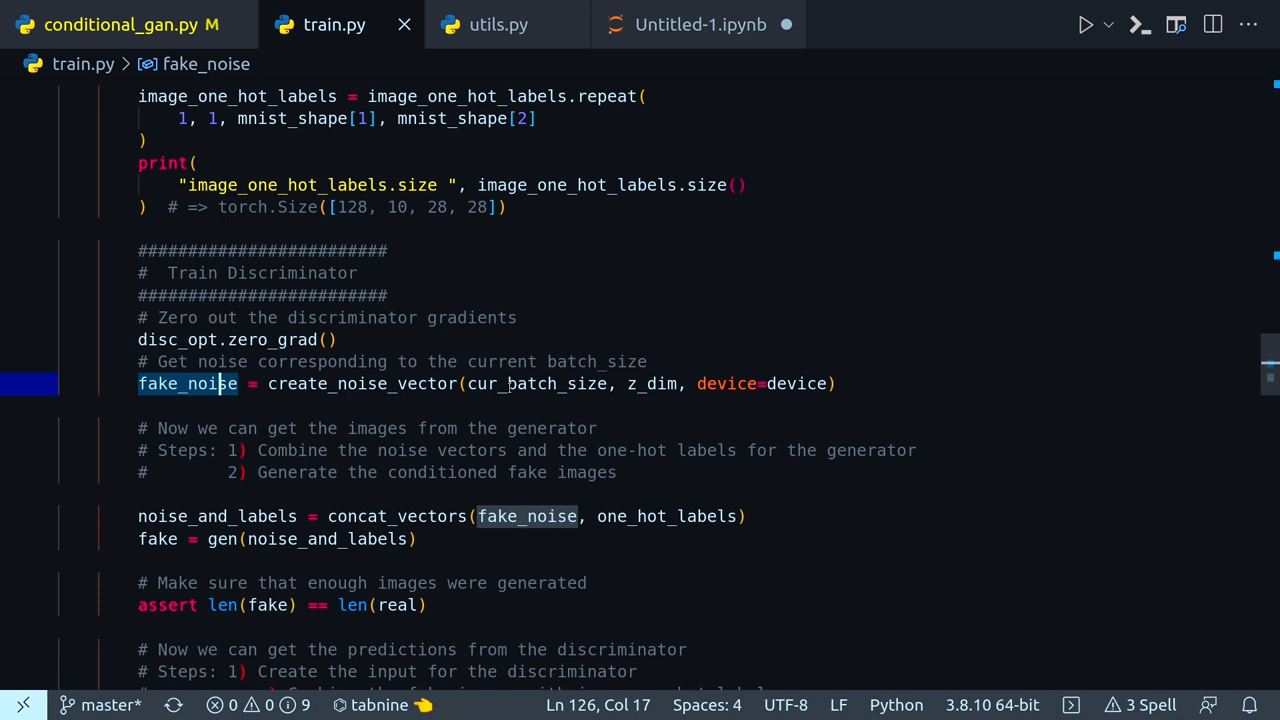 conditional_gan.py M train.py utils.py Untitled-1.ipynb
train.py > fake_noise
image_one_hot_labels = image_one_hot_labels.repeat(
1, 1, mnist_shape[1], mnist_shape[2]
)
print(
"image_one_hot_labels.size ", image_one_hot_labels.size()
) # => torch.Size([128, 10, 28, 28])
#########################
# Train Discriminator
#########################
# Zero out the discriminator gradients
disc_opt.zero_grad()
# Get noise corresponding to the current batch_size
fake_noise = create_noise_vector(cur_batch_size, z_dim, device=device)
# Now we can get the images from the generator
# Steps: 1) Combine the noise vectors and the one-hot labels for the generator
# 2) Generate the conditioned fake images
noise_and_labels = concat_vectors(fake_noise, one_hot_labels)
fake = gen(noise_and_labels)
# Make sure that enough images were generated
assert len(fake) == len(real)
# Now we can get the predictions from the discriminator
# Steps: 1) Create the input for the discriminator
master* 0 0 9 tabnine 👈 Ln 126, Col 17 Spaces: 4 UTF-8 LF Python 3.8.10 64-bit 3 Spell